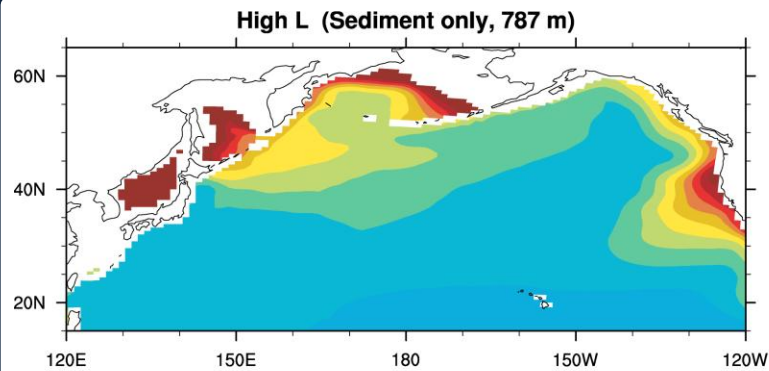 High L (Sediment only, 787 m)
60N
40N
20N
120E 150E 180 150W 120W